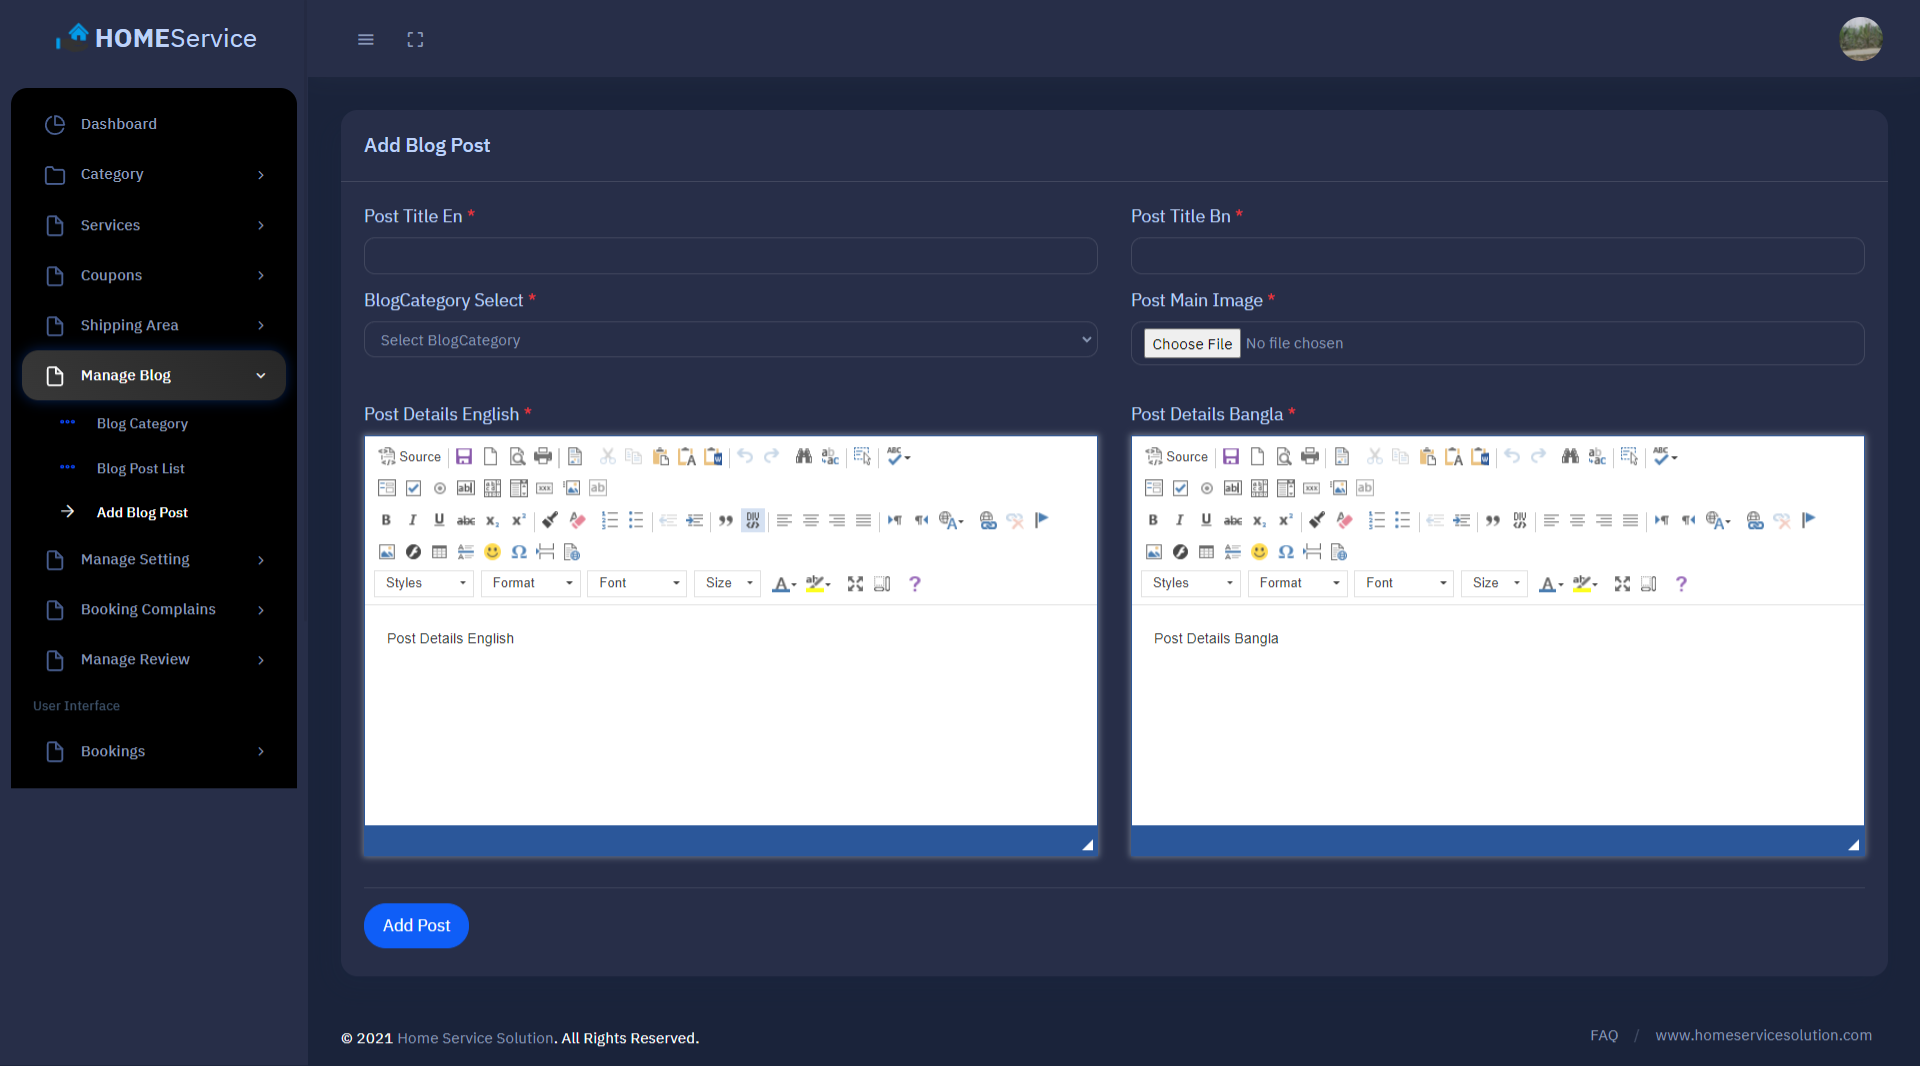 HOMEService
Dashboard
Category
Services
Coupons
Shipping Area
Manage Blog
Blog Category
Blog Post List
Add Blog Post
Manage Setting
Booking Complains
Manage Review
User Interface
Bookings
Add Blog Post
Post Title En *
Post Title Bn *
BlogCategory Select *
Select BlogCategory
Post Main Image *
Choose File No file chosen
Post Details English *
Source
Styles Format Font Size
Post Details English
Post Details Bangla *
Source
Styles Format Font Size
Post Details Bangla
Add Post
© 2021 Home Service Solution. All Rights Reserved.
FAQ / www.homeservicesolution.com